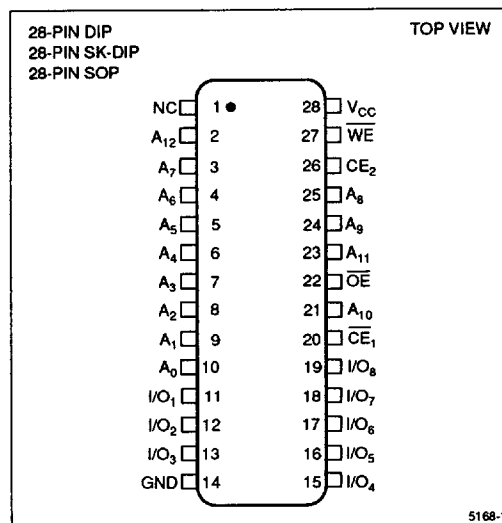 28-PIN DIP
28-PIN SK-DIP
28-PIN SOP
TOP VIEW
NC 1 28 VCC
A12 2 27 W̅E̅
A7 3 26 CE2
A6 4 25 A8
A5 5 24 A9
A4 6 23 A11
A3 7 22 O̅E̅
A2 8 21 A10
A1 9 20 C̅E̅1
A0 10 19 I/O8
I/O1 11 18 I/O7
I/O2 12 17 I/O6
I/O3 13 16 I/O5
GND 14 15 I/O4